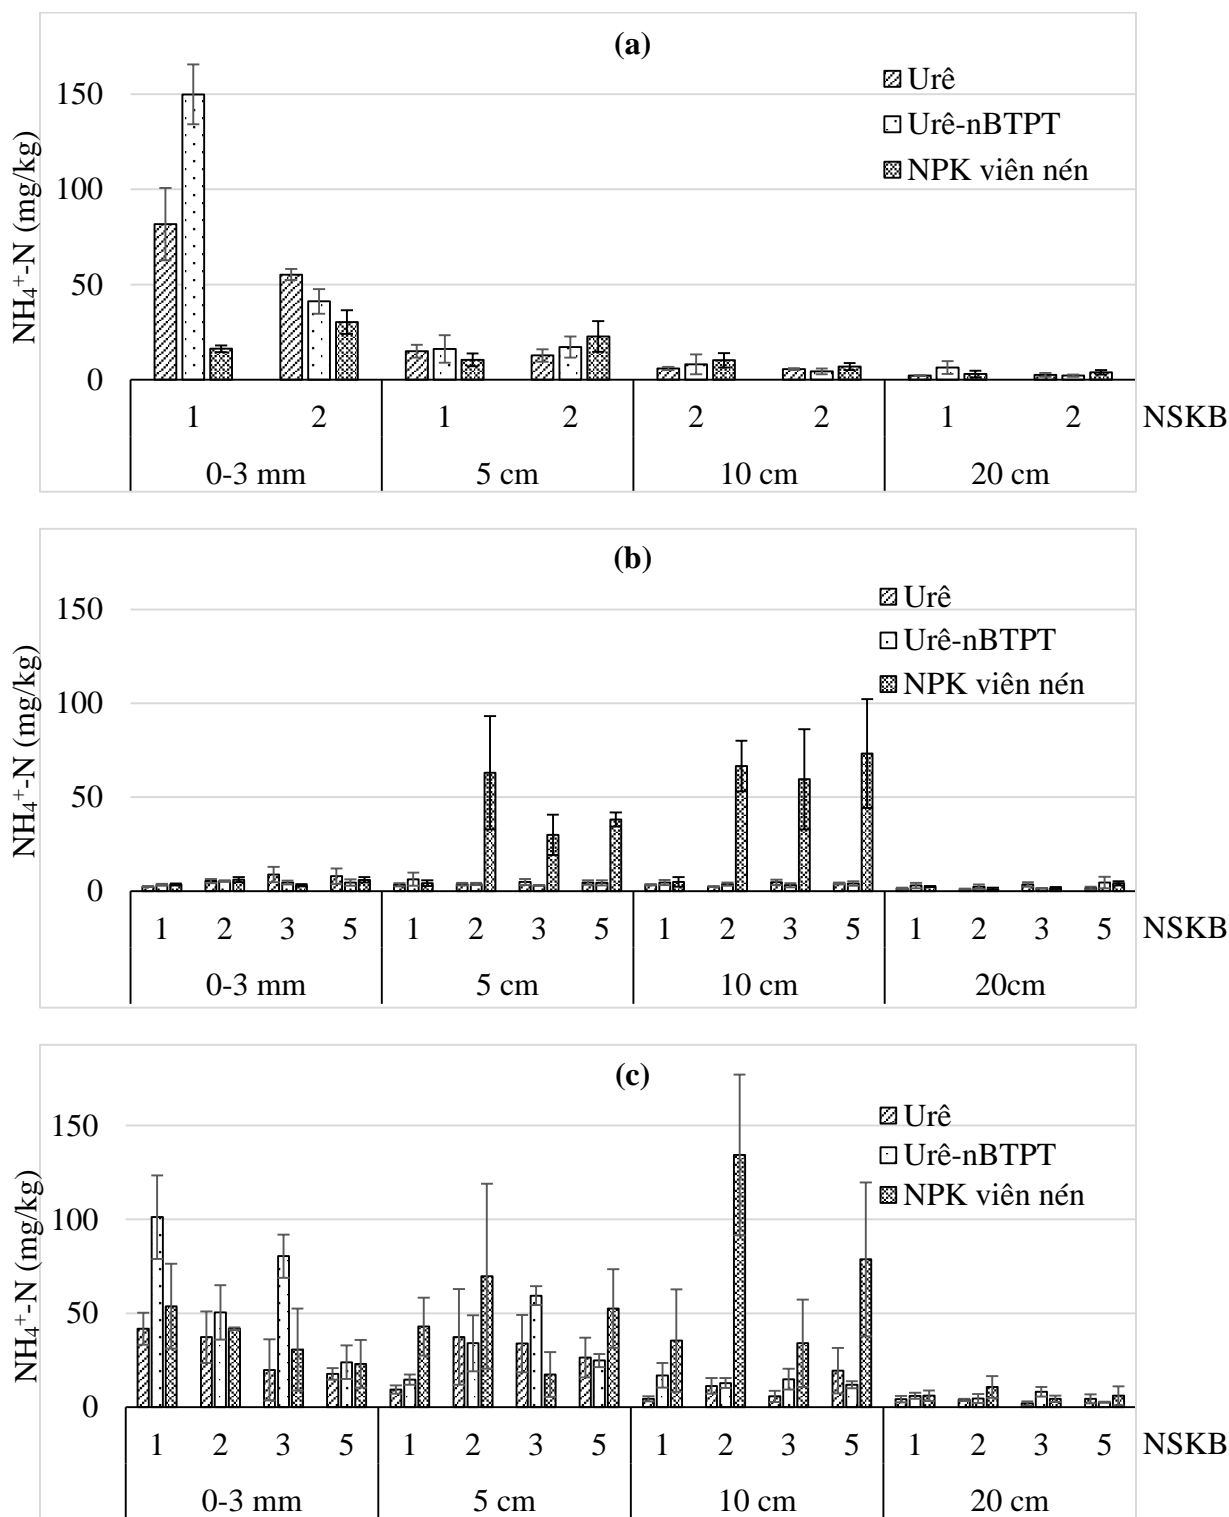 (a)
NH₄⁺-N (mg/kg)
150
100
50
0
Urê
Urê-nBTPT
NPK viên nén
1 2 1 2 2 2 1 2 NSKB
0-3 mm 5 cm 10 cm 20 cm
(b)
NH₄⁺-N (mg/kg)
150
100
50
0
Urê
Urê-nBTPT
NPK viên nén
1 2 3 5 1 2 3 5 1 2 3 5 1 2 3 5 NSKB
0-3 mm 5 cm 10 cm 20cm
(c)
NH₄⁺-N (mg/kg)
150
100
50
0
Urê
Urê-nBTPT
NPK viên nén
1 2 3 5 1 2 3 5 1 2 3 5 1 2 3 5 NSKB
0-3 mm 5 cm 10 cm 20 cm